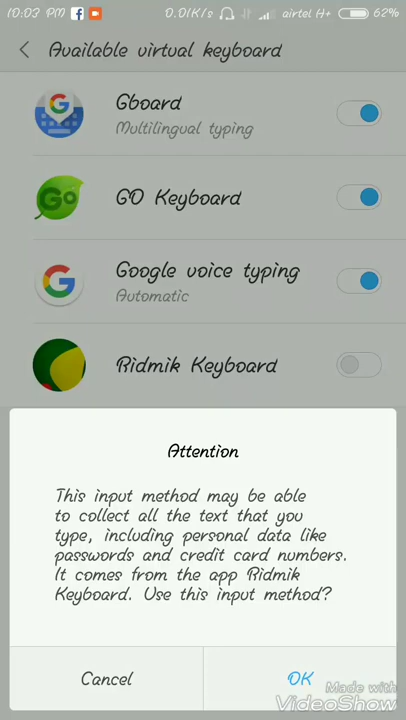 10:03 PM 0.01K/s airtel H+ 62%
Available virtual keyboard
G
Gboard
Multilingual typing
GO
GO Keyboard
G
Google voice typing
Automatic
Ridmik Keyboard
Attention
This input method may be able
to collect all the text that you
type, including personal data like
passwords and credit card numbers.
It comes from the app Ridmik
Keyboard. Use this input method?
Cancel OK
Made with
VideoShow